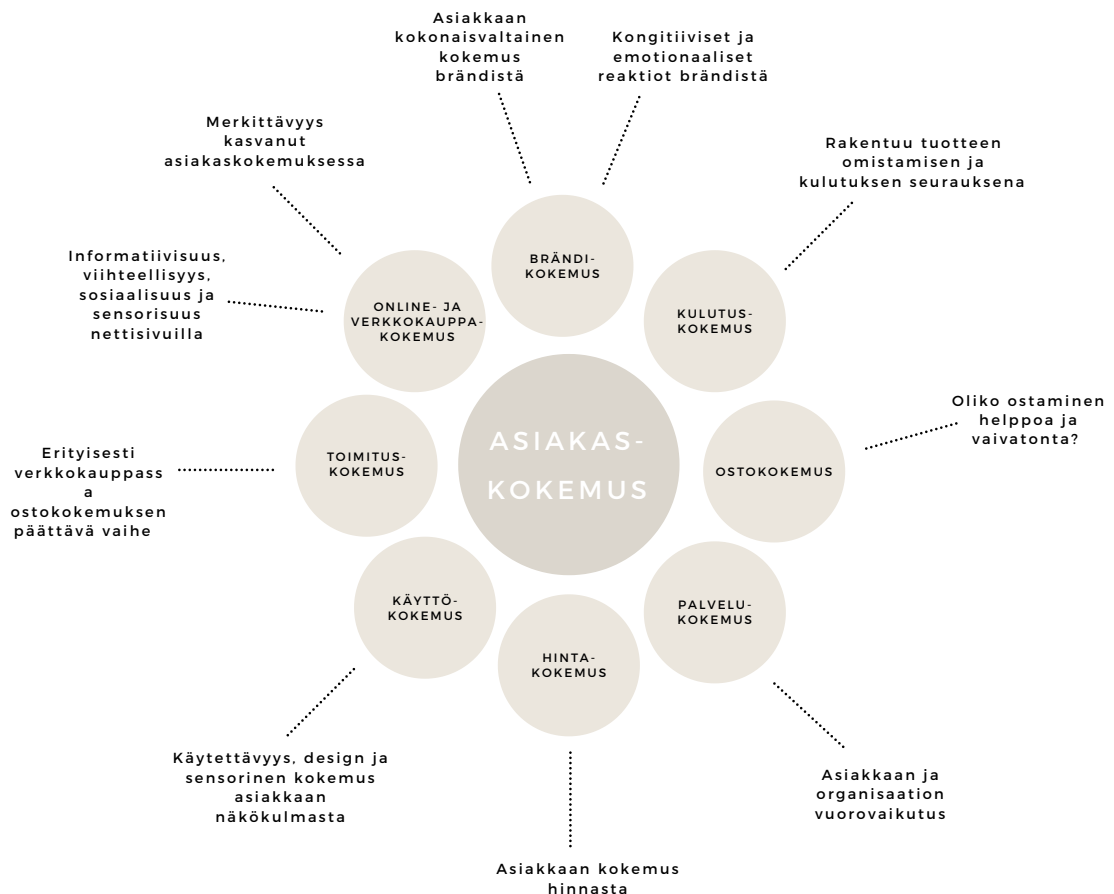 Asiakkaan
kokonaisvaltainen
kokemus
brändistä
Kongitiiviset ja
emotionaaliset
reaktiot brändistä
Merkittävyys
kasvanut
asiakaskokemuksessa
Rakentuu tuotteen
omistamisen ja
kulutuksen seurauksena
Informatiivisuus,
viihteellisyys,
sosiaalisuus ja
sensorisuus
nettisivuilla
BRÄNDI-
KOKEMUS
ONLINE- JA
VERKKOKAUPPA-
KOKEMUS
KULUTUS-
KOKEMUS
Oliko ostaminen
helppoa ja
vaivatonta?
ASIAKAS-
KOKEMUS
Erityisesti
verkkokauppass
a
ostokokemuksen
päättävä vaihe
TOIMITUS-
KOKEMUS
OSTOKOKEMUS
KÄYTTÖ-
KOKEMUS
PALVELU-
KOKEMUS
HINTA-
KOKEMUS
Käytettävyys, design ja
sensorinen kokemus
asiakkaan
näkökulmasta
Asiakkaan ja
organisaation
vuorovaikutus
Asiakkaan kokemus
hinnasta